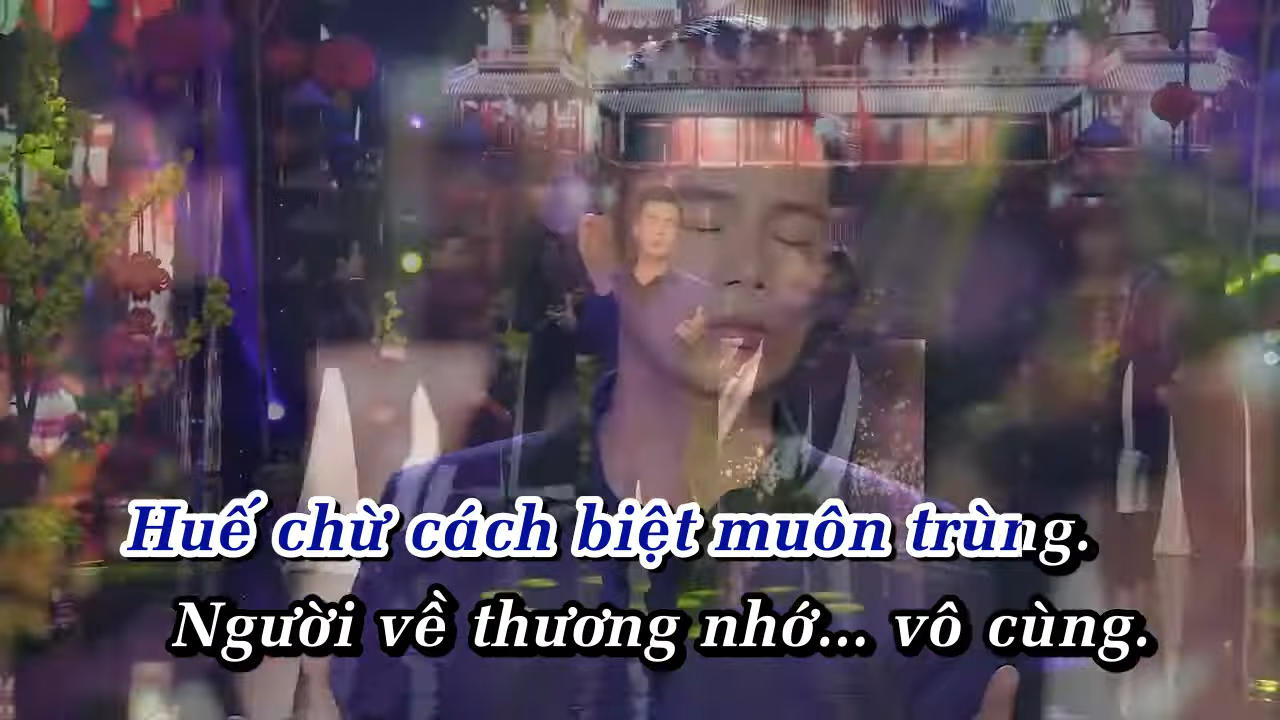 Huế chừ cách biệt muôn trùng.
Người về thương nhớ... vô cùng.